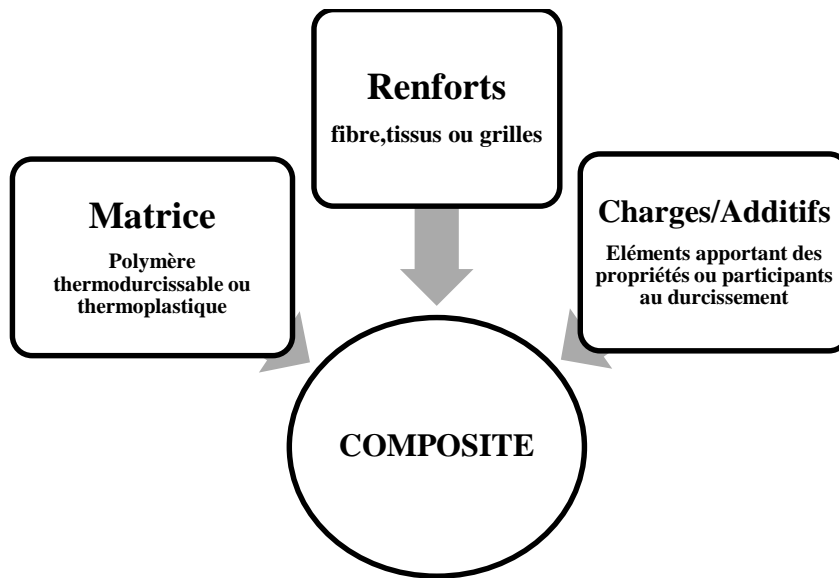 Renforts
fibre,tissus ou grilles
Matrice
Polymère
thermodurcissable ou
thermoplastique
Charges/Additifs
Eléments apportant des
propriétés ou participants
au durcissement
COMPOSITE